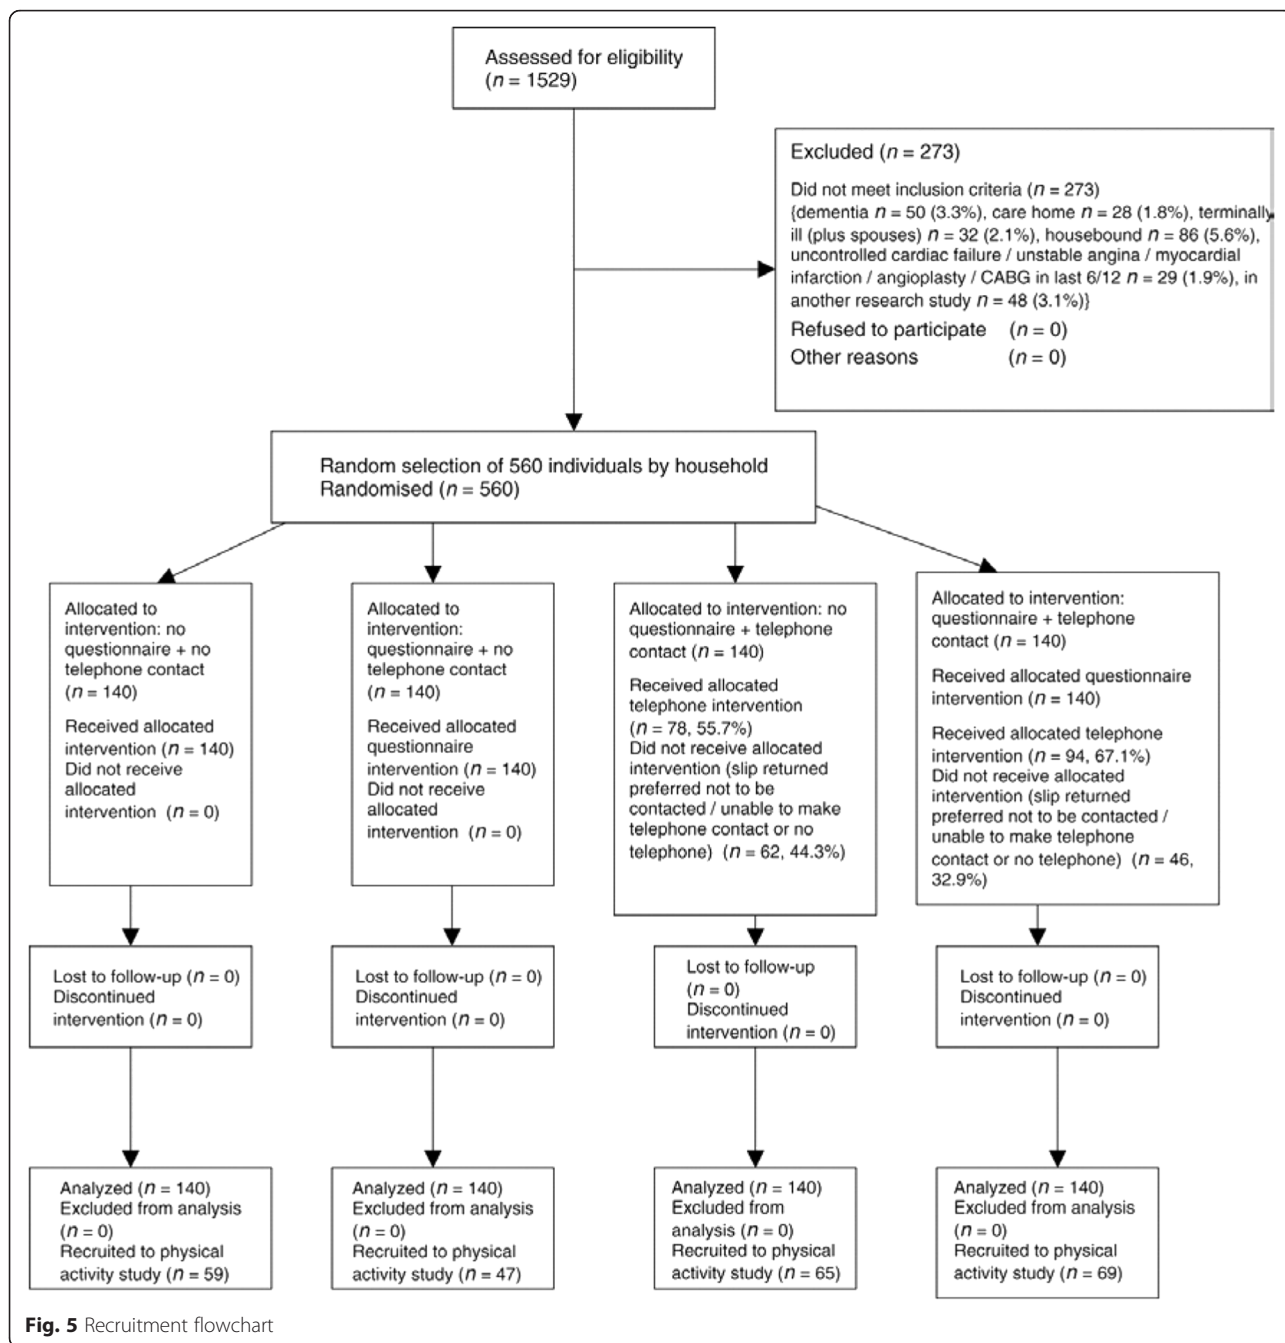 Assessed for eligibility
(n = 1529)
Excluded (n = 273)
Did not meet inclusion criteria (n = 273)
{dementia n = 50 (3.3%), care home n = 28 (1.8%), terminally
ill (plus spouses) n = 32 (2.1%), housebound n = 86 (5.6%),
uncontrolled cardiac failure / unstable angina / myocardial
infarction / angioplasty / CABG in last 6/12 n = 29 (1.9%), in
another research study n = 48 (3.1%)}
Refused to participate (n = 0)
Other reasons (n = 0)
Random selection of 560 individuals by household
Randomised (n = 560)
Allocated to
intervention: no
questionnaire + no
telephone contact
(n = 140)
Received allocated
intervention (n = 140)
Did not receive
allocated
intervention (n = 0)
Allocated to
intervention:
questionnaire + no
telephone contact
(n = 140)
Received allocated
questionnaire
intervention (n = 140)
Did not receive
allocated
intervention (n = 0)
Allocated to intervention: no
questionnaire + telephone
contact (n = 140)
Received allocated
telephone intervention
(n = 78, 55.7%)
Did not receive allocated
intervention (slip returned
preferred not to be
contacted / unable to make
telephone contact or no
telephone) (n = 62, 44.3%)
Allocated to intervention:
questionnaire + telephone
contact (n = 140)
Received allocated questionnaire
intervention (n = 140)
Received allocated telephone
intervention (n = 94, 67.1%)
Did not receive allocated
intervention (slip returned
preferred not to be contacted /
unable to make telephone
contact or no telephone) (n = 46,
32.9%)
Lost to follow-up (n = 0)
Discontinued
intervention (n = 0)
Lost to follow-up (n = 0)
Discontinued
intervention (n = 0)
Lost to follow-up
(n = 0)
Discontinued
intervention (n = 0)
Lost to follow-up (n = 0)
Discontinued
intervention (n = 0)
Analyzed (n = 140)
Excluded from analysis
(n = 0)
Recruited to physical
activity study (n = 59)
Analyzed (n = 140)
Excluded from analysis
(n = 0)
Recruited to physical
activity study (n = 47)
Analyzed (n = 140)
Excluded from
analysis (n = 0)
Recruited to physical
activity study (n = 65)
Analyzed (n = 140)
Excluded from analysis
(n = 0)
Recruited to physical
activity study (n = 69)
Fig. 5 Recruitment flowchart